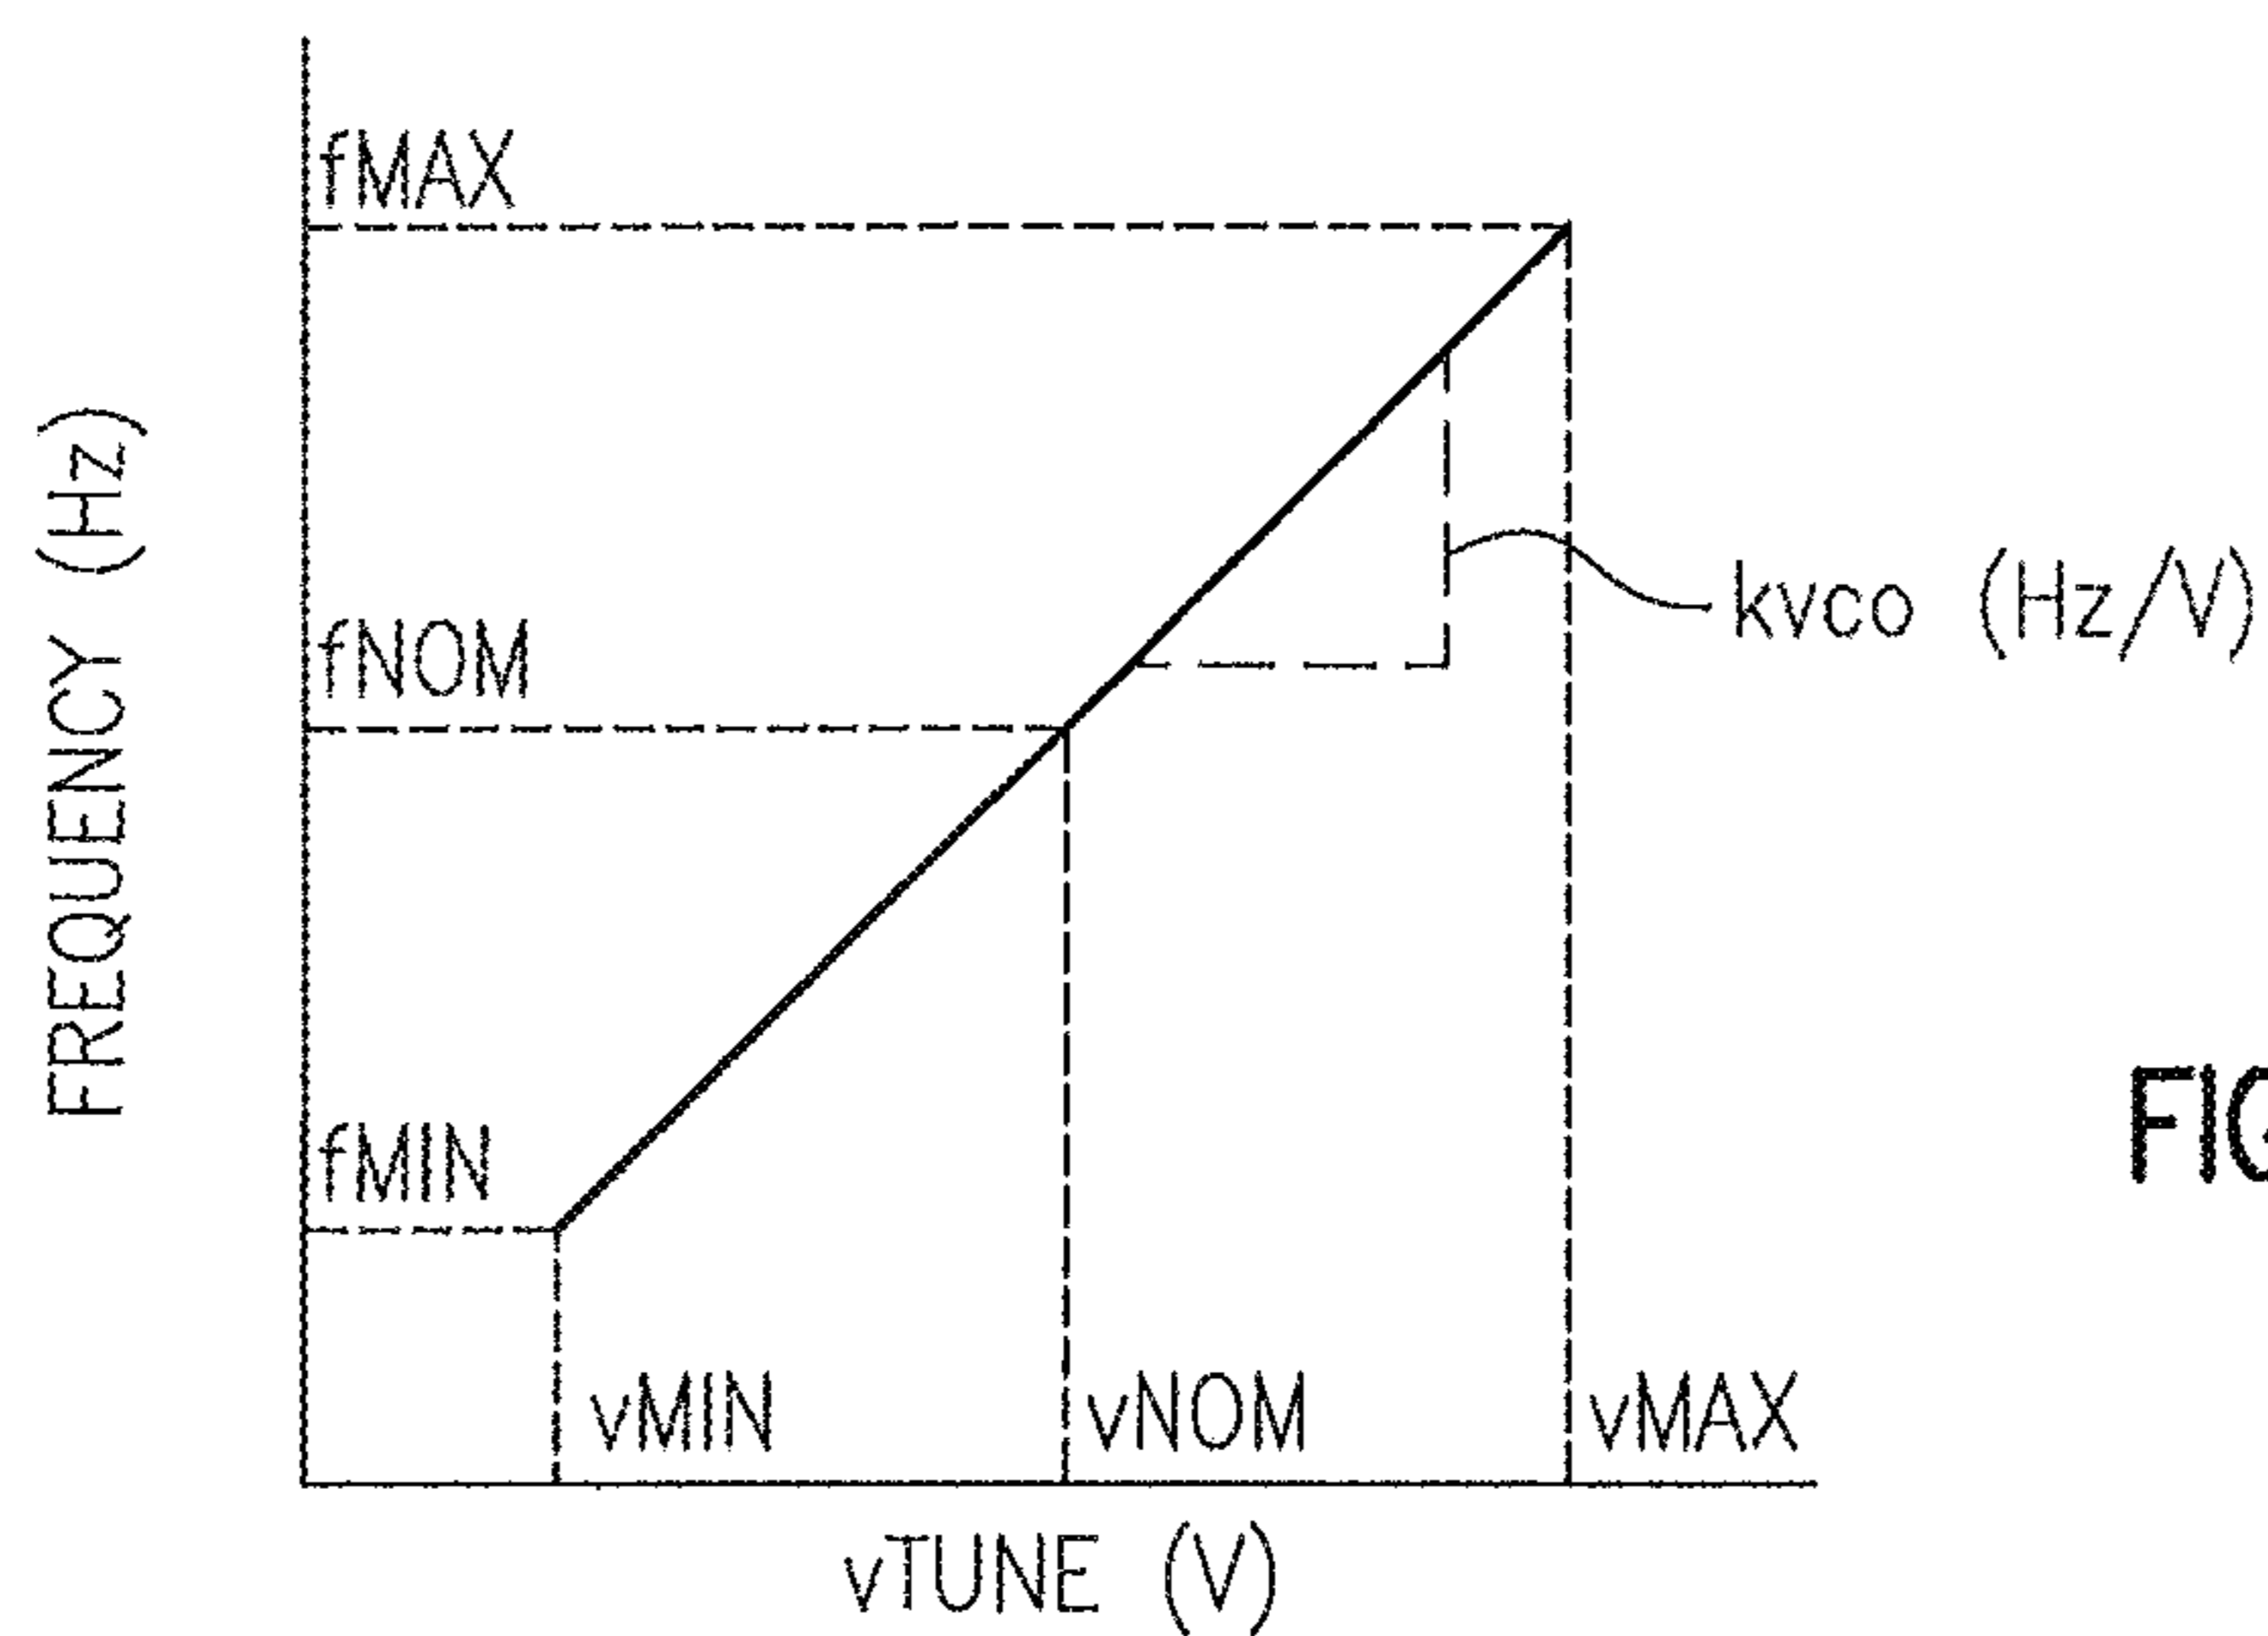 fMAX
FREQUENCY (Hz)
fNOM
kvco (Hz/V)
fMIN
vMIN
vNOM
vMAX
vTUNE (V)